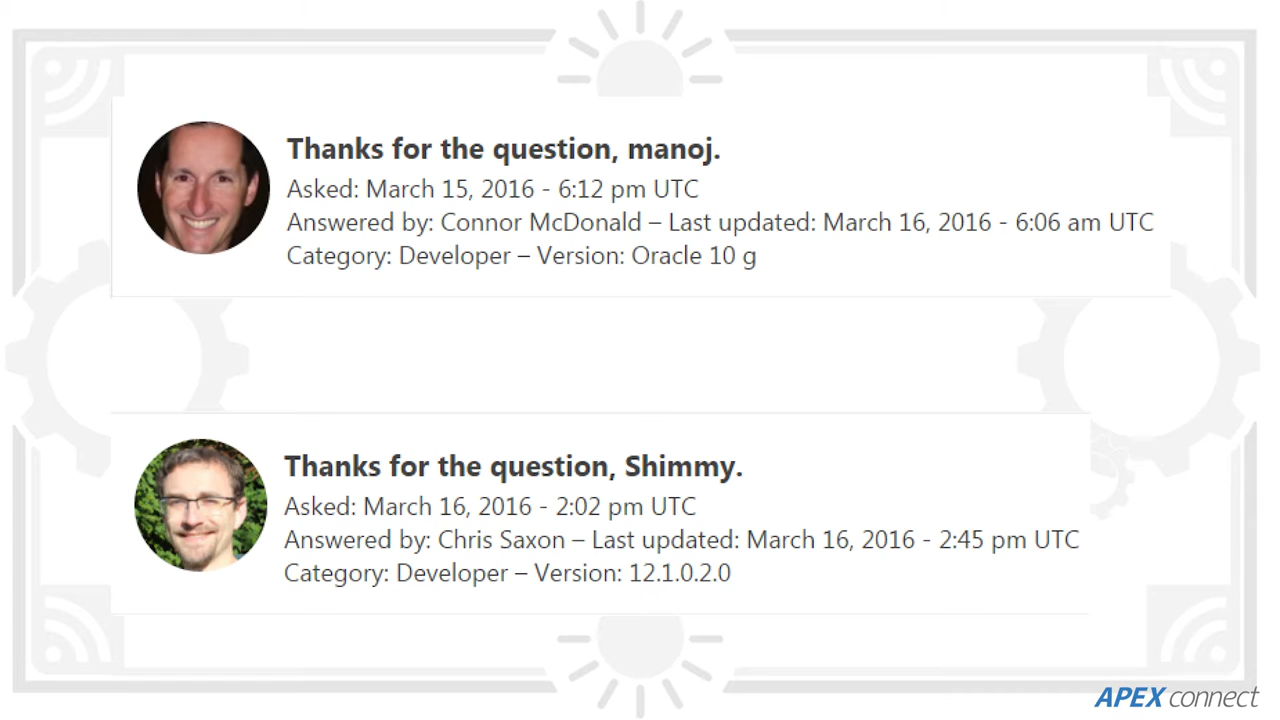 Thanks for the question, manoj.
Asked: March 15, 2016 - 6:12 pm UTC
Answered by: Connor McDonald – Last updated: March 16, 2016 - 6:06 am UTC
Category: Developer – Version: Oracle 10 g
Thanks for the question, Shimmy.
Asked: March 16, 2016 - 2:02 pm UTC
Answered by: Chris Saxon – Last updated: March 16, 2016 - 2:45 pm UTC
Category: Developer – Version: 12.1.0.2.0
APEX connect